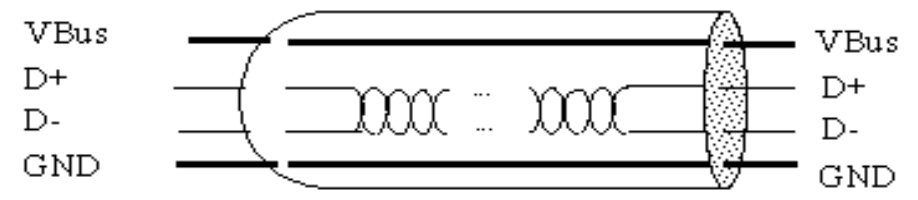 VBus VBus
D+ D+
... ...
D- D-
... ...
GND GND